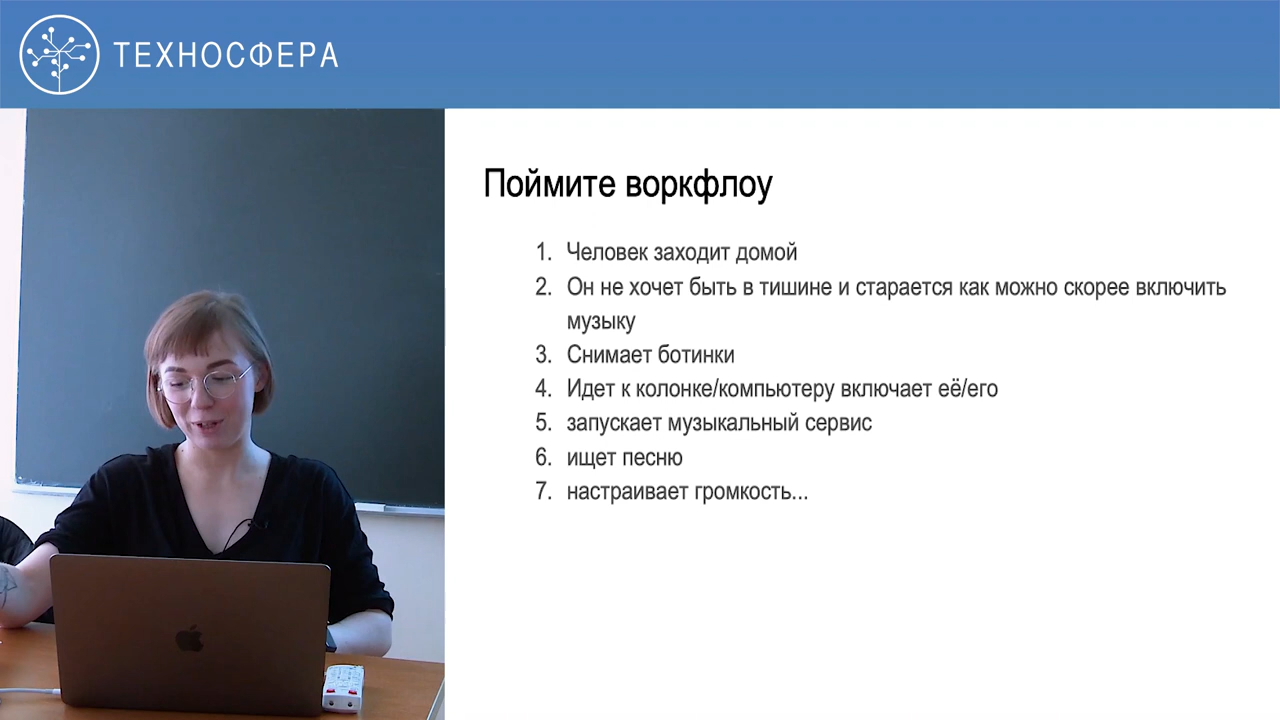 ТЕХНОСФЕРА
Поймите воркфлоу
1. Человек заходит домой
2. Он не хочет быть в тишине и старается как можно скорее включить
музыку
3. Снимает ботинки
4. Идет к колонке/компьютеру включает её/его
5. запускает музыкальный сервис
6. ищет песню
7. настраивает громкость...